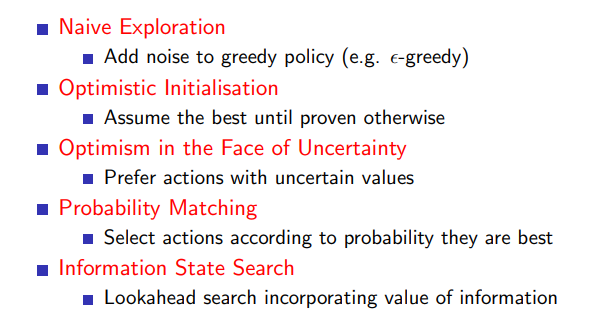 Naive Exploration
Add noise to greedy policy (e.g. ϵ-greedy)
Optimistic Initialisation
Assume the best until proven otherwise
Optimism in the Face of Uncertainty
Prefer actions with uncertain values
Probability Matching
Select actions according to probability they are best
Information State Search
Lookahead search incorporating value of information